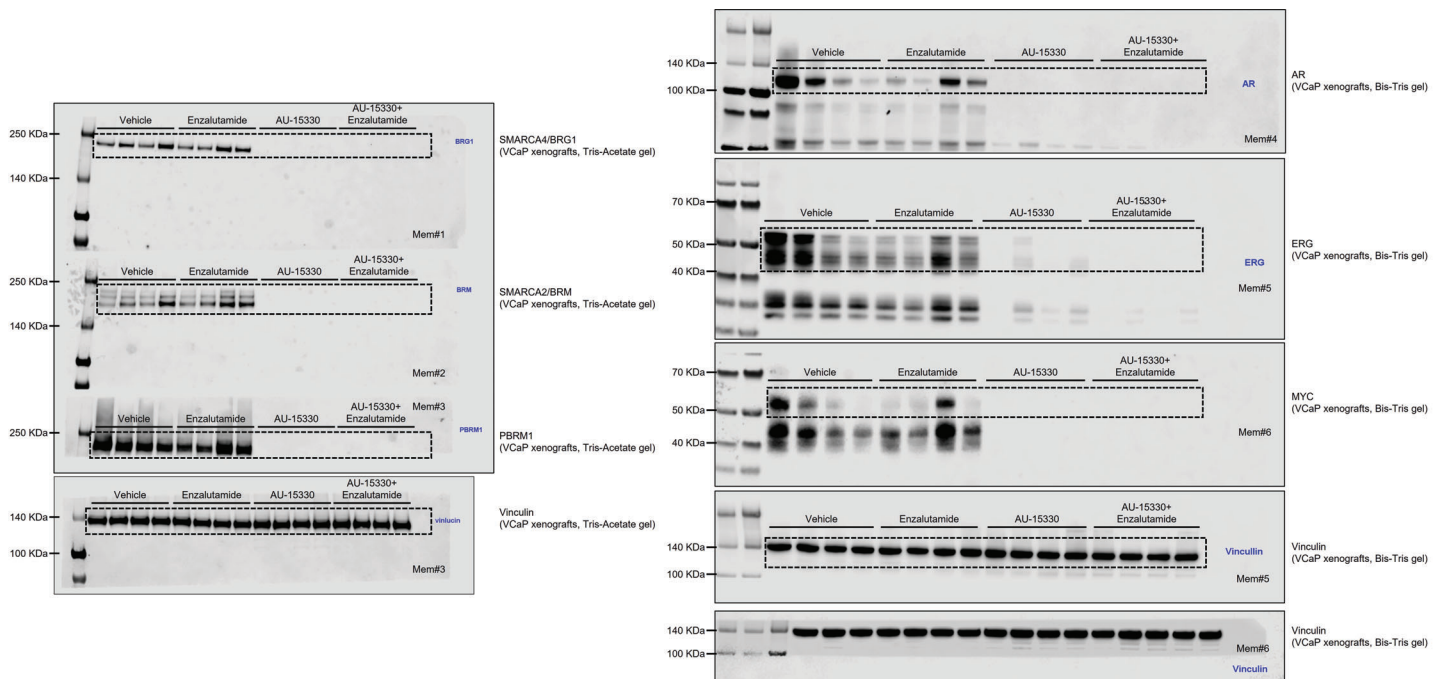 Vehicle
Enzalutamide
AU-15330
AU-15330+
Enzalutamide
250 KDa
BRG1
140 KDa
Mem#1
SMARCA4/BRG1
(VCaP xenografts, Tris-Acetate gel)
Vehicle
Enzalutamide
AU-15330
AU-15330+
Enzalutamide
250 KDa
BRM
140 KDa
Mem#2
SMARCA2/BRM
(VCaP xenografts, Tris-Acetate gel)
Mem#3
Vehicle
Enzalutamide
AU-15330
AU-15330+
Enzalutamide
250 KDa
PBRM1
PBRM1
(VCaP xenografts, Tris-Acetate gel)
Vehicle
Enzalutamide
AU-15330
AU-15330+
Enzalutamide
140 KDa
vinlucin
100 KDa
Mem#3
Vinculin
(VCaP xenografts, Tris-Acetate gel)
Vehicle
Enzalutamide
AU-15330
AU-15330+
Enzalutamide
140 KDa
100 KDa
AR
Mem#4
AR
(VCaP xenografts, Bis-Tris gel)
Vehicle
Enzalutamide
AU-15330
AU-15330+
Enzalutamide
70 KDa
50 KDa
40 KDa
ERG
Mem#5
ERG
(VCaP xenografts, Bis-Tris gel)
Vehicle
Enzalutamide
AU-15330
AU-15330+
Enzalutamide
70 KDa
50 KDa
40 KDa
Mem#6
MYC
(VCaP xenografts, Bis-Tris gel)
Vehicle
Enzalutamide
AU-15330
AU-15330+
Enzalutamide
140 KDa
100 KDa
Vincullin
Mem#5
Vinculin
(VCaP xenografts, Bis-Tris gel)
140 KDa
100 KDa
Mem#6
Vinculin
Vinculin
(VCaP xenografts, Bis-Tris gel)